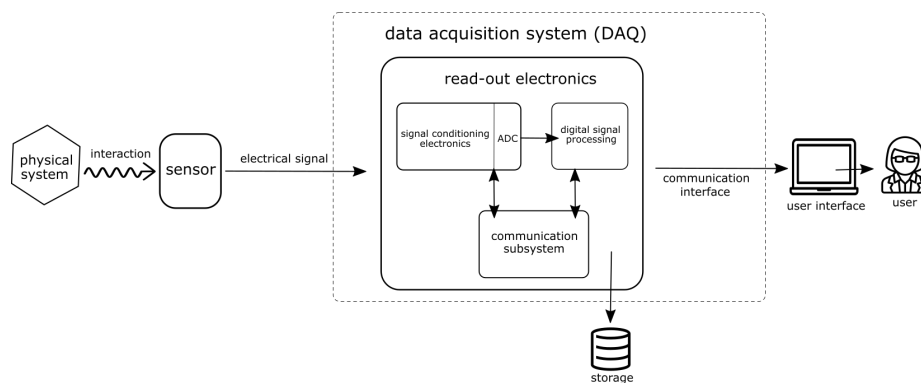 data acquisition system (DAQ)
read-out electronics
signal conditioning
electronics
ADC
digital signal
processing
physical
system
interaction
sensor
electrical signal
communication
subsystem
communication
interface
user interface
user
storage